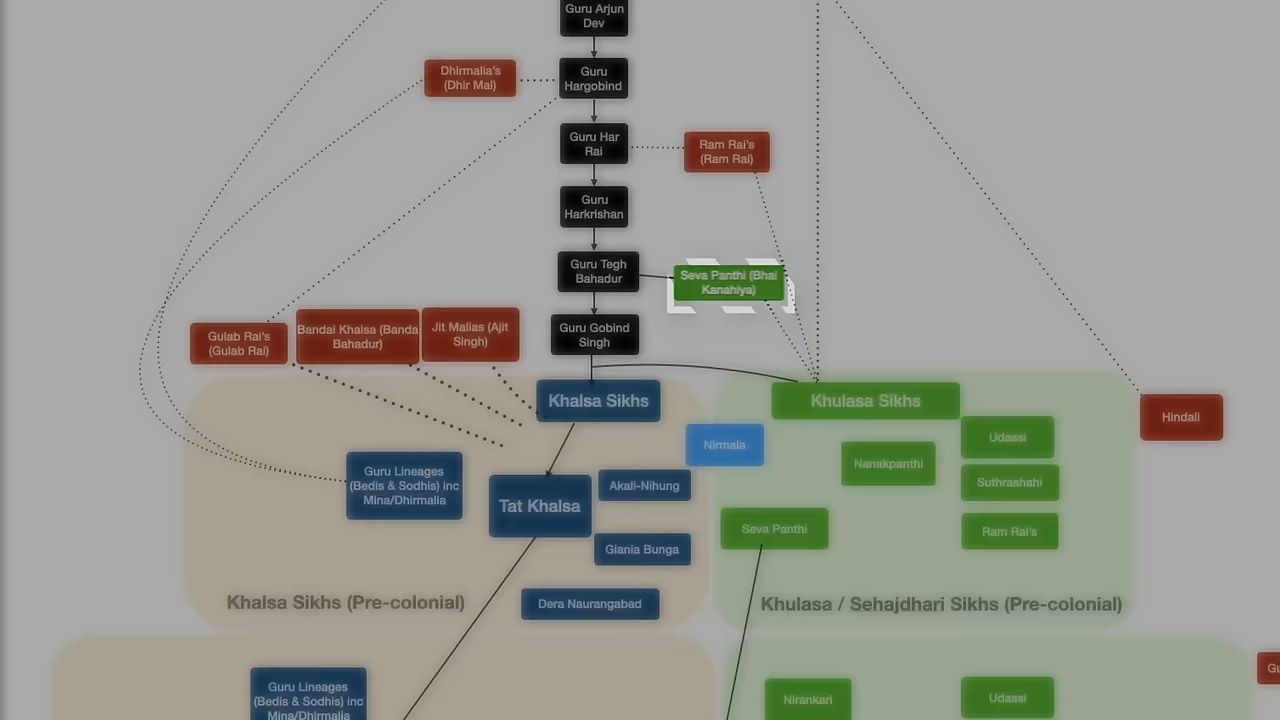 Guru Arjun
Dev
Dhirmalia's
(Dhir Mal)
Guru
Hargobind
Guru Har
Rai
Ram Rai's
(Ram Rai)
Guru
Harkrishan
Guru Tegh
Bahadur
Seva Panthi (Bhai
Kanahiya)
Gulab Rai's
(Gulab Rai)
Bandai Khalsa (Banda
Bahadur)
Jit Mallas (Ajit
Singh)
Guru Gobind
Singh
Khalsa Sikhs
Khulasa Sikhs
Hindali
Nirmala
Udassi
Nanakpanthi
Guru Lineages
(Bedis & Sodhis) inc
Mina/Dhirmalla
Tat Khalsa
Akali-Nihung
Suthrashahi
Seva Panthi
Ram Rai's
Giania Bunga
Khalsa Sikhs (Pre-colonial)
Dera Naurangabad
Khulasa / Sehajdhari Sikhs (Pre-colonial)
Guru Lineages
(Bedis & Sodhis) inc
Mina/Dhirmalla
Nirankari
Udassi